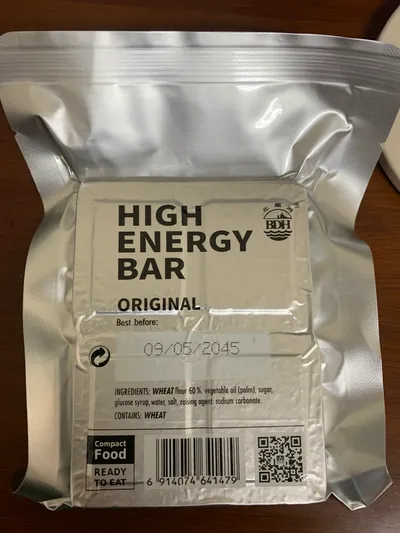 HIGH
ENERGY
BAR
BDH
ORIGINAL
Best before:
09/05/2045
INGREDIENTS: WHEAT flour 60 %, vegetable oil (palm), sugar,
glucose syrup, water, salt, raising agent: sodium carbonate.
CONTAINS: WHEAT
Compact
Food
READY
TO EAT
6 914074 641479